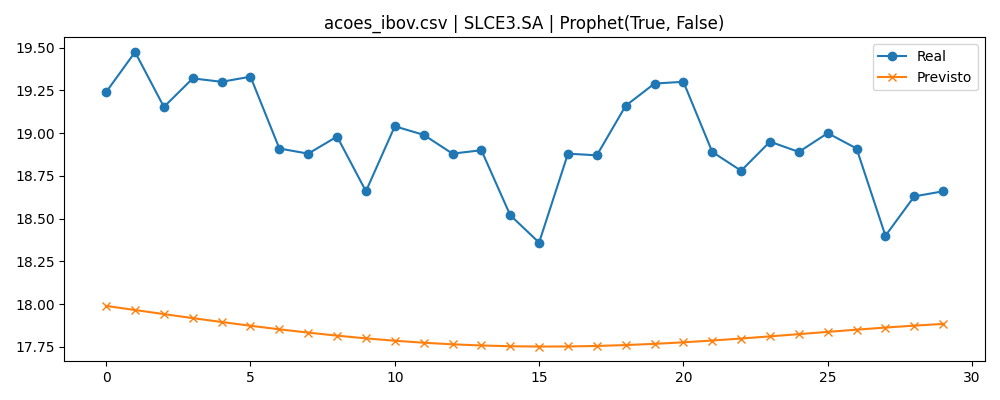 acoes_ibov.csv | SLCE3.SA | Prophet(True, False)
Real
Previsto
19.50
19.25
19.00
18.75
18.50
18.25
18.00
17.75
0 5 10 15 20 25 30